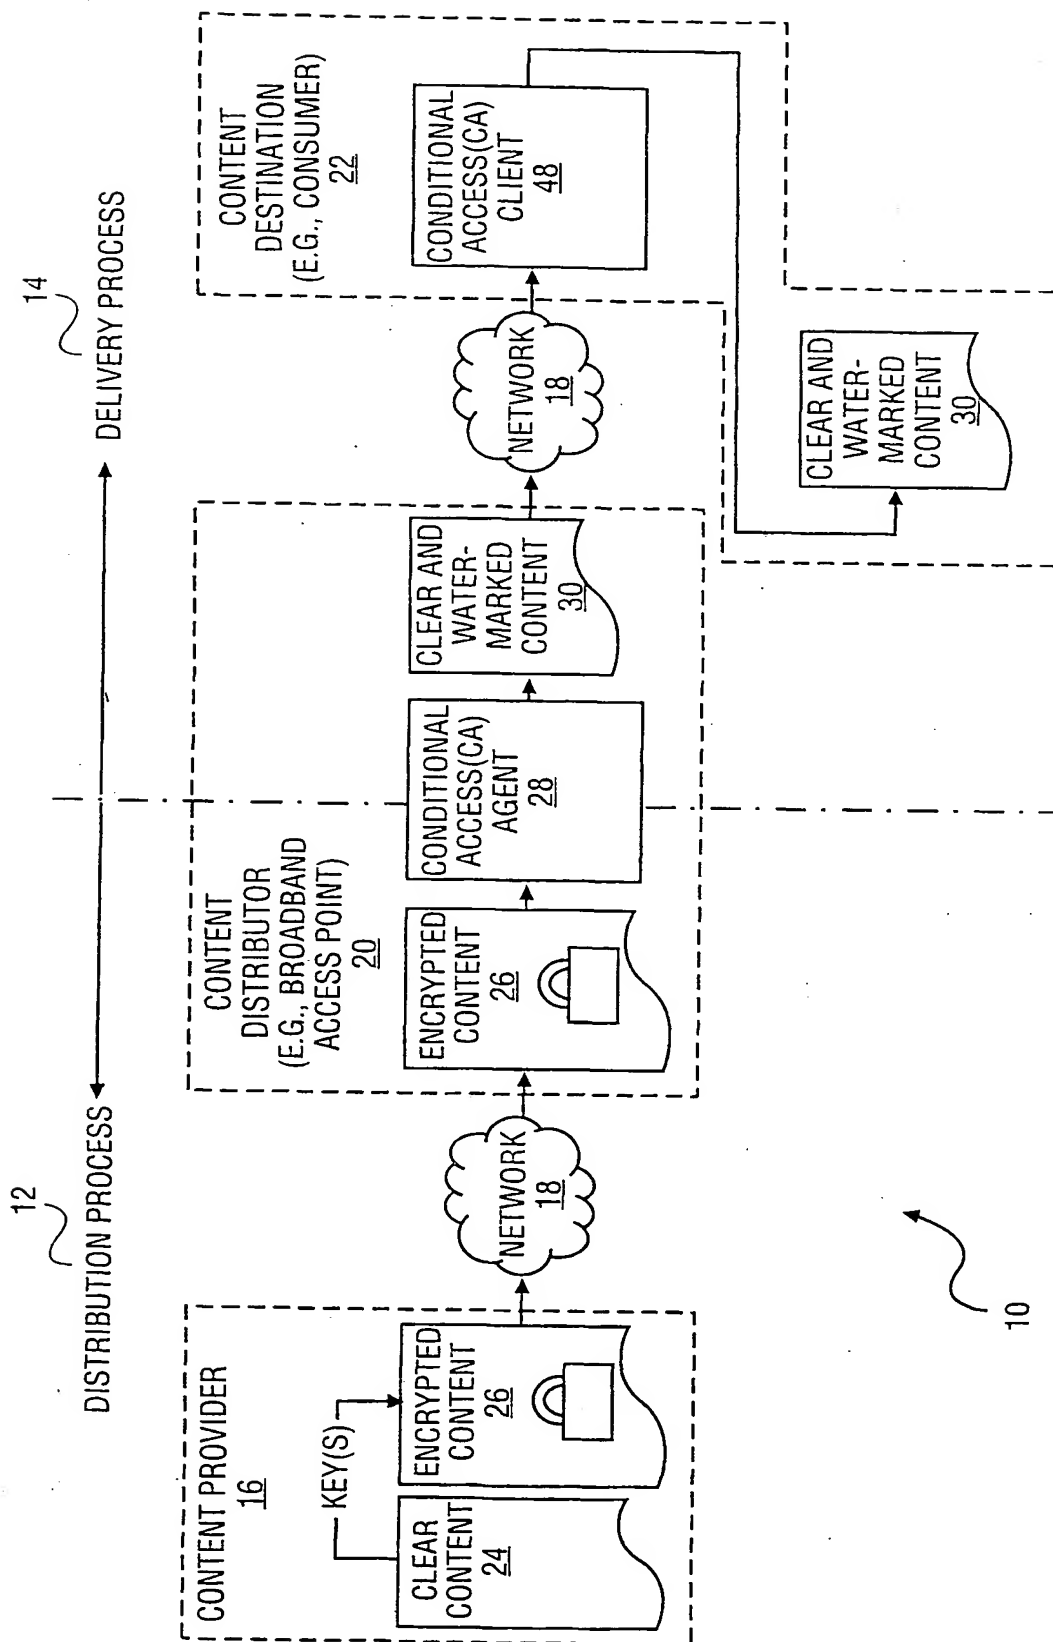 12
DISTRIBUTION PROCESS
14
DELIVERY PROCESS
CONTENT PROVIDER
16
KEY(S)
CLEAR
CONTENT
24
ENCRYPTED
CONTENT
26
NETWORK
18
CONTENT
DISTRIBUTOR
(E.G., BROADBAND
ACCESS POINT)
20
ENCRYPTED
CONTENT
26
CONDITIONAL
ACCESS(CA)
AGENT
28
CLEAR AND
WATER-
MARKED
CONTENT
30
NETWORK
18
CONTENT
DESTINATION
(E.G., CONSUMER)
22
CONDITIONAL
ACCESS(CA)
CLIENT
48
CLEAR AND
WATER-
MARKED
CONTENT
30
10